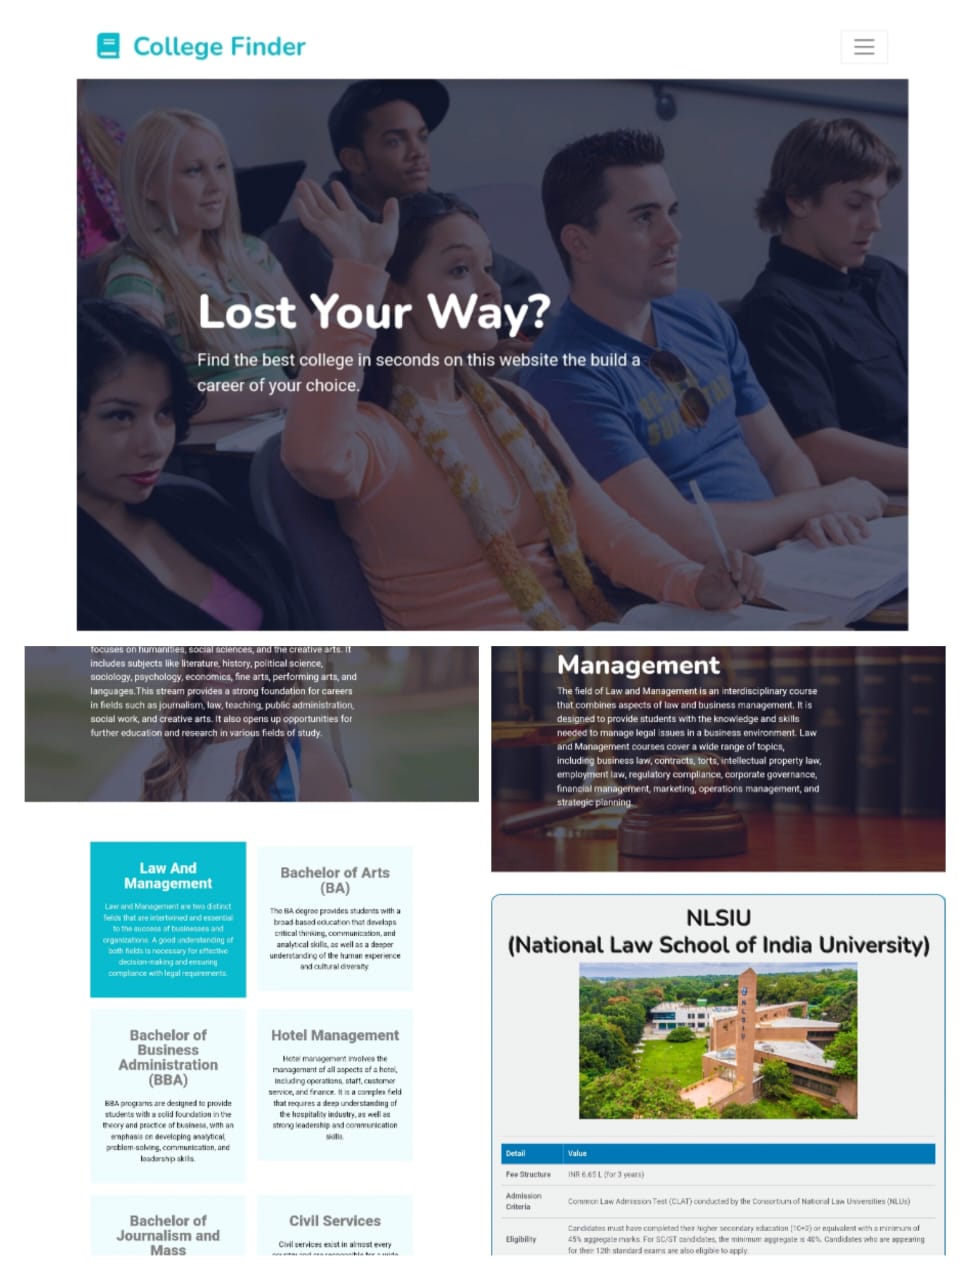 College Finder
Lost Your Way?
Find the best college in seconds on this website the build a
career of your choice.
focuses on humanities, social sciences, and the creative arts. It
includes subjects like literature, history, political science,
sociology, psychology, economics, fine arts, performing arts, and
languages.This stream provides a strong foundation for careers
in fields such as journalism, law, teaching, public administration,
social work, and creative arts. It also opens up opportunities for
further education and research in various fields of study.
Law And
Management
Law and Management are two distinct
fields that are intertwined and essential
to the success of businesses and
organizations. A good understanding of
both fields is necessary for effective
decision-making and ensuring
compliance with legal requirements.
Bachelor of Arts
(BA)
The BA degree provides students with a
broad-based education that develops
critical thinking, communication, and
analytical skills, as well as a deeper
understanding of the human experience
and cultural diversity.
Bachelor of
Business
Administration
(BBA)
BBA programs are designed to provide
students with a solid foundation in the
theory and practice of business, with an
emphasis on developing analytical,
problem-solving, communication, and
leadership skills.
Hotel Management
Hotel management involves the
management of all aspects of a hotel,
including operations, staff, customer
service, and finance. It is a complex field
that requires a deep understanding of
the hospitality industry, as well as
strong leadership and communication
skills.
Bachelor of
Journalism and
Mass
Civil Services
Civil services exist in almost every
country and are responsible for a wide
Management
The field of Law and Management is an interdisciplinary course
that combines aspects of law and business management. It is
designed to provide students with the knowledge and skills
needed to manage legal issues in a business environment. Law
and Management courses cover a wide range of topics,
including business law, contracts, torts, intellectual property law,
employment law, regulatory compliance, corporate governance,
financial management, marketing, operations management, and
strategic planning.
NLSIU
(National Law School of India University)
NLSIU
Detail Value
Fee Structure INR 6.65 L (for 3 years)
Admission
Criteria
Common Law Admission Test (CLAT) conducted by the Consortium of National Law Universities (NLUs)
Eligibility
Candidates must have completed their higher secondary education (10+2) or equivalent with a minimum of
45% aggregate marks. For SC/ST candidates, the minimum aggregate is 40%. Candidates who are appearing
for their 12th standard exams are also eligible to apply.